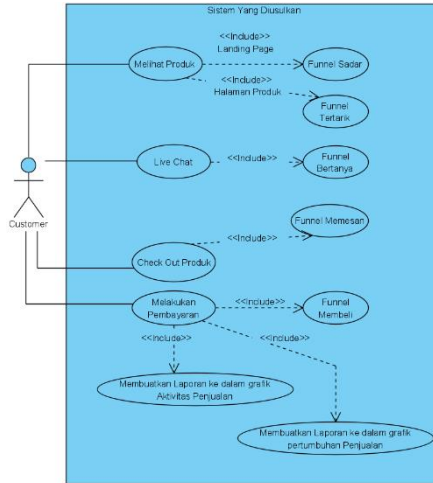 Sistem Yang Diusulkan
<<Include>>
Landing Page
Melihat Produk
Funnel Sadar
<<Include>>
Halaman Produk
Funnel
Tertarik
Live Chat
<<Include>>
Funnel
Bertanya
Customer
Funnel Memesan
<<Include>>
Check Out Produk
Melakukan
Pembayaran
<<Include>>
Funnel
Membeli
<<Include>>
<<Include>>
Membuatkan Laporan ke dalam grafik
Aktivitas Penjualan
Membuatkan Laporan ke dalam grafik
pertumbuhan Penjualan